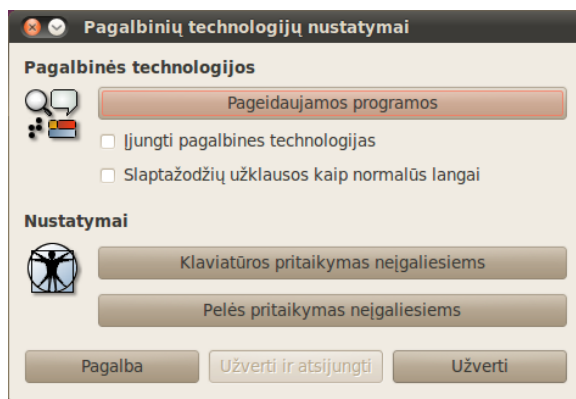 Pagalbinių technologijų nustatymai
Pagalbinės technologijos
Pageidaujamos programos
Įjungti pagalbines technologijas
Slaptažodžių užklausos kaip normalūs langai
Nustatymai
Klaviatūros pritaikymas neįgaliesiems
Pelės pritaikymas neįgaliesiems
Pagalba Užverti ir atsijungti Užverti